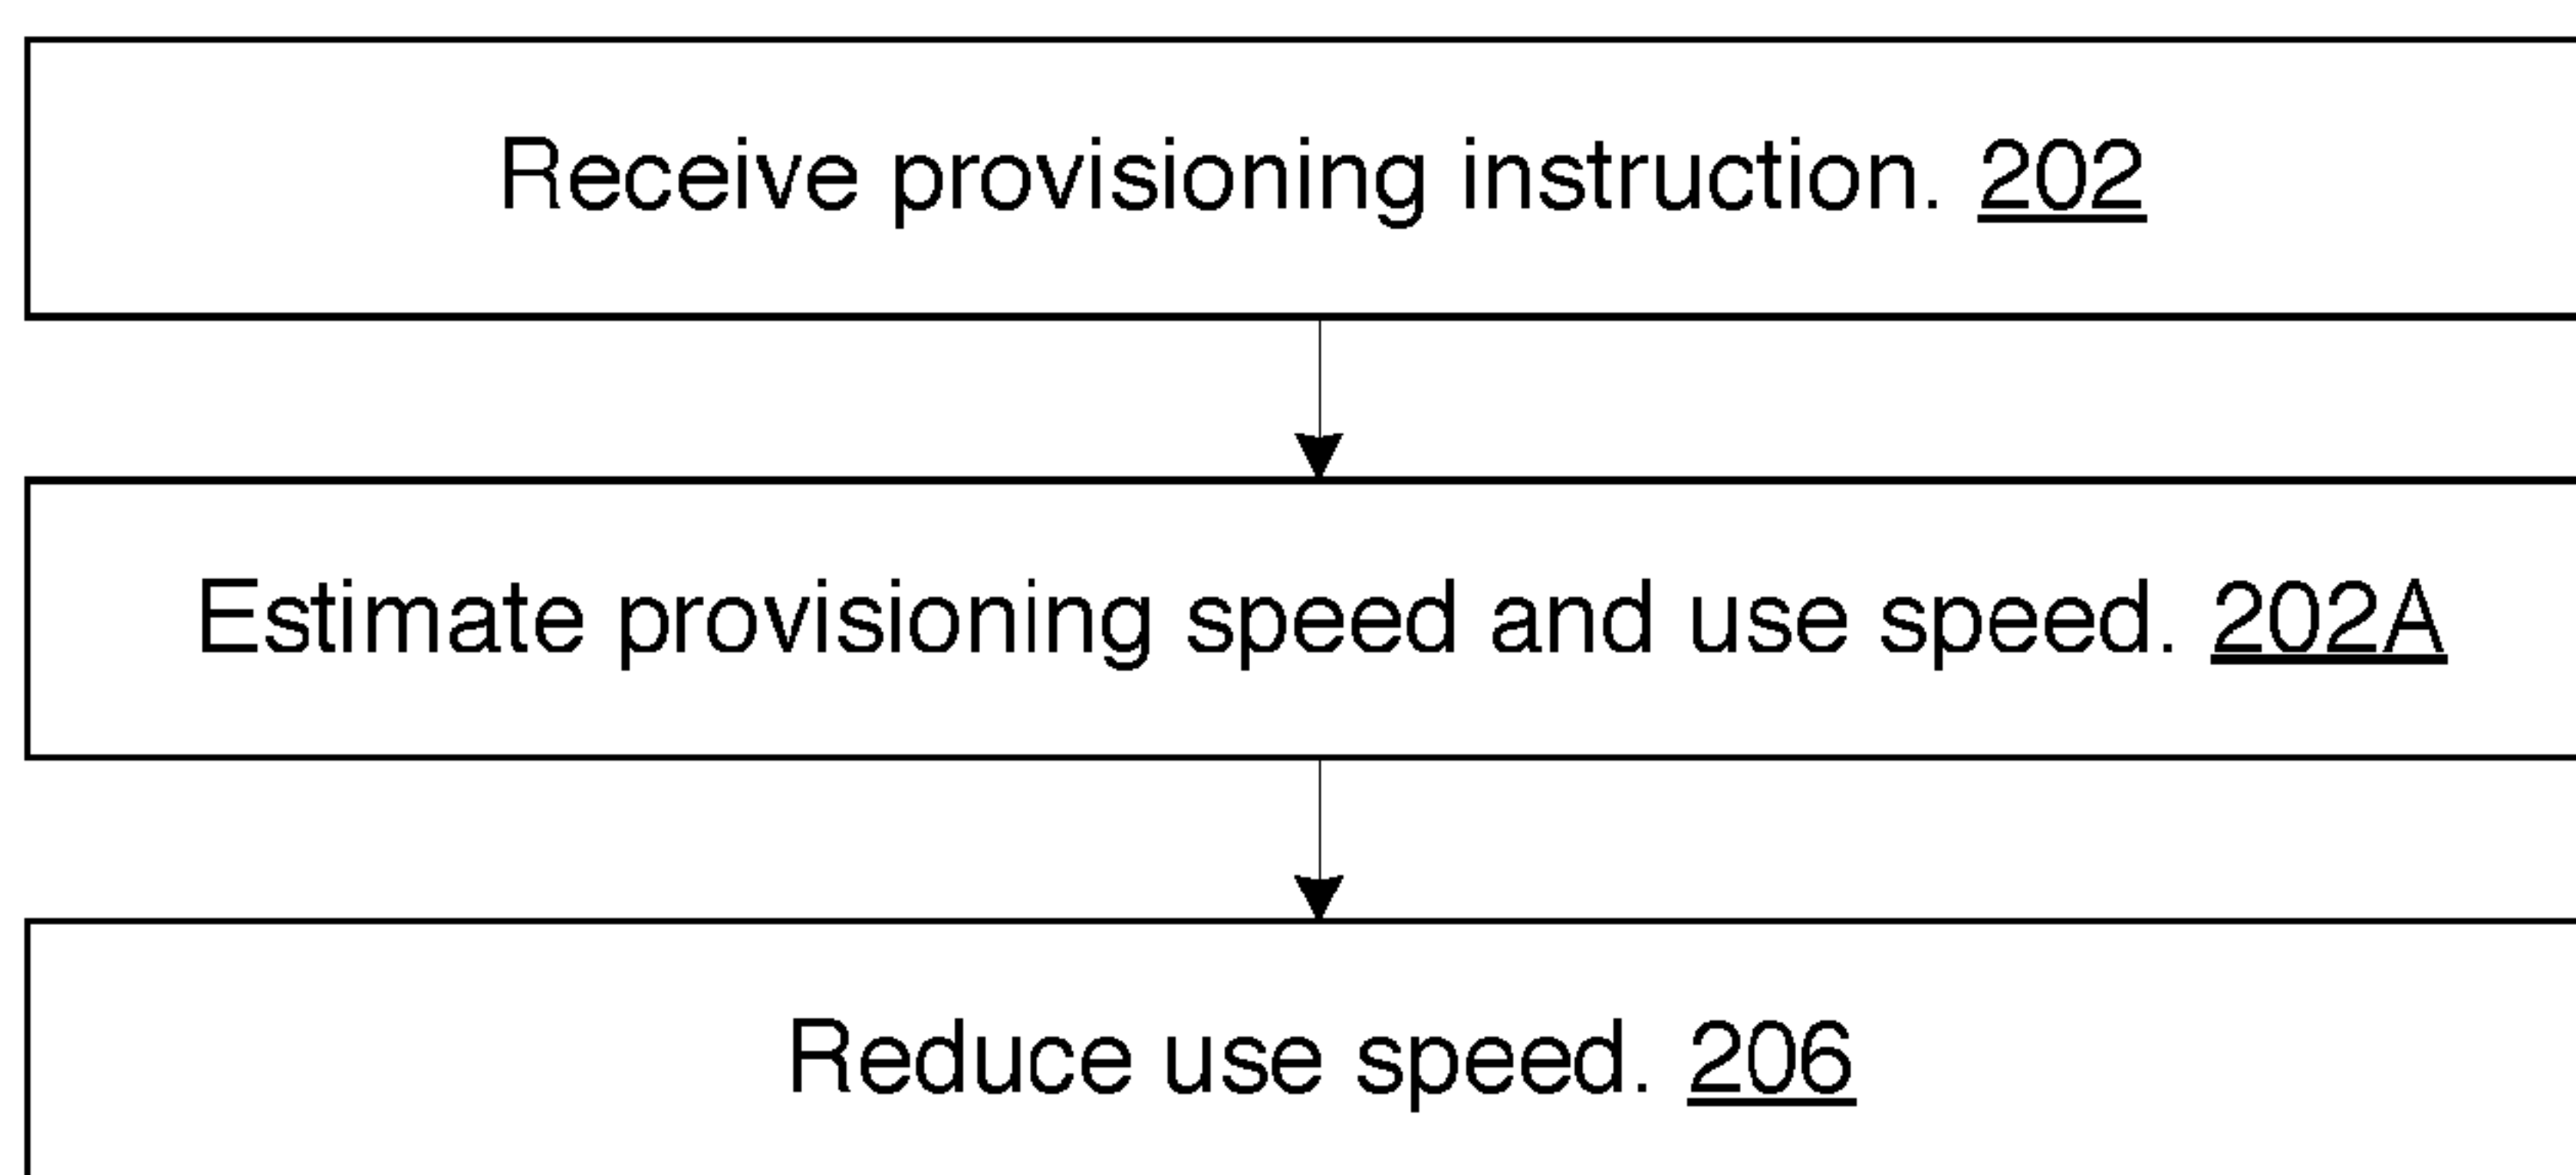 Receive provisioning instruction. 202
Estimate provisioning speed and use speed. 202A
Reduce use speed. 206